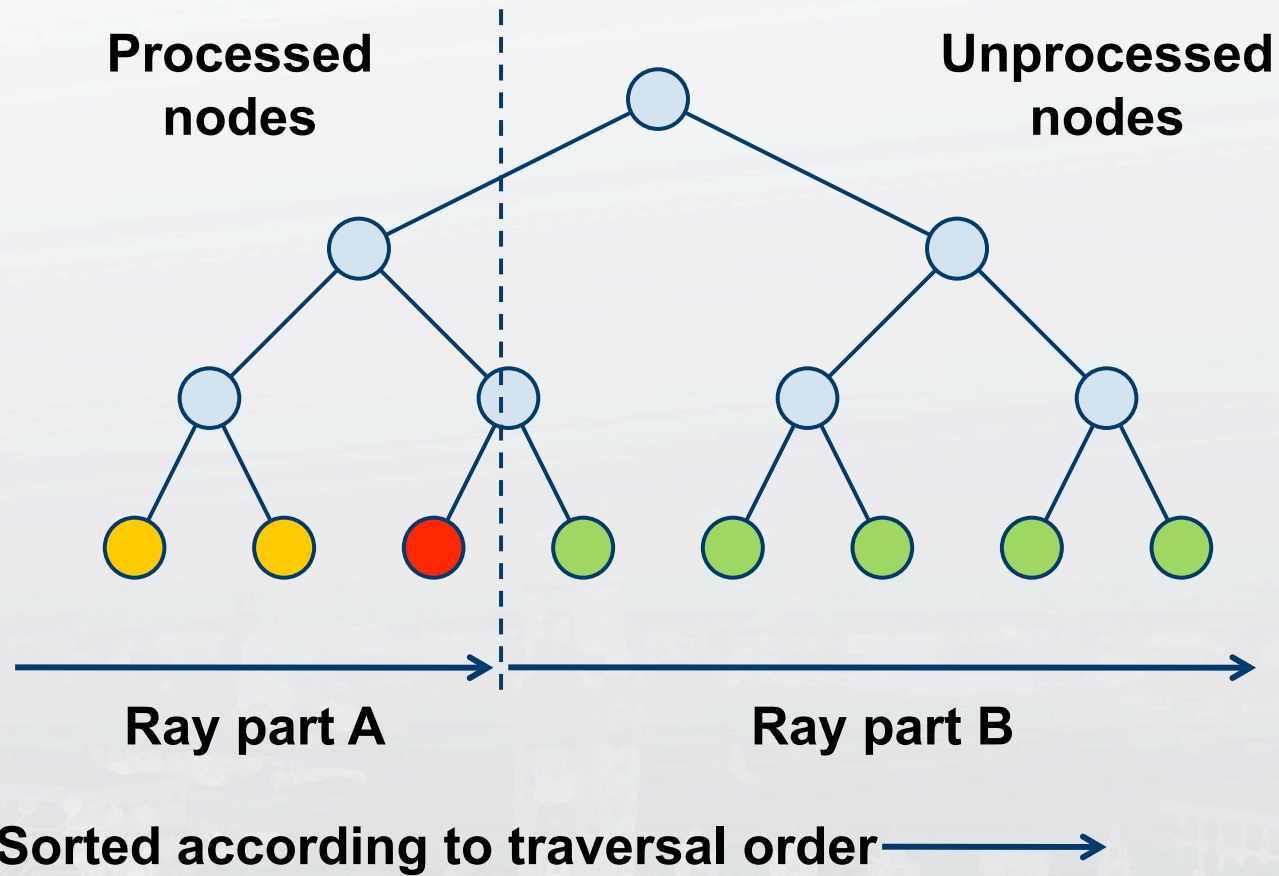 Processed
nodes
Unprocessed
nodes
Ray part A
Ray part B
Sorted according to traversal order